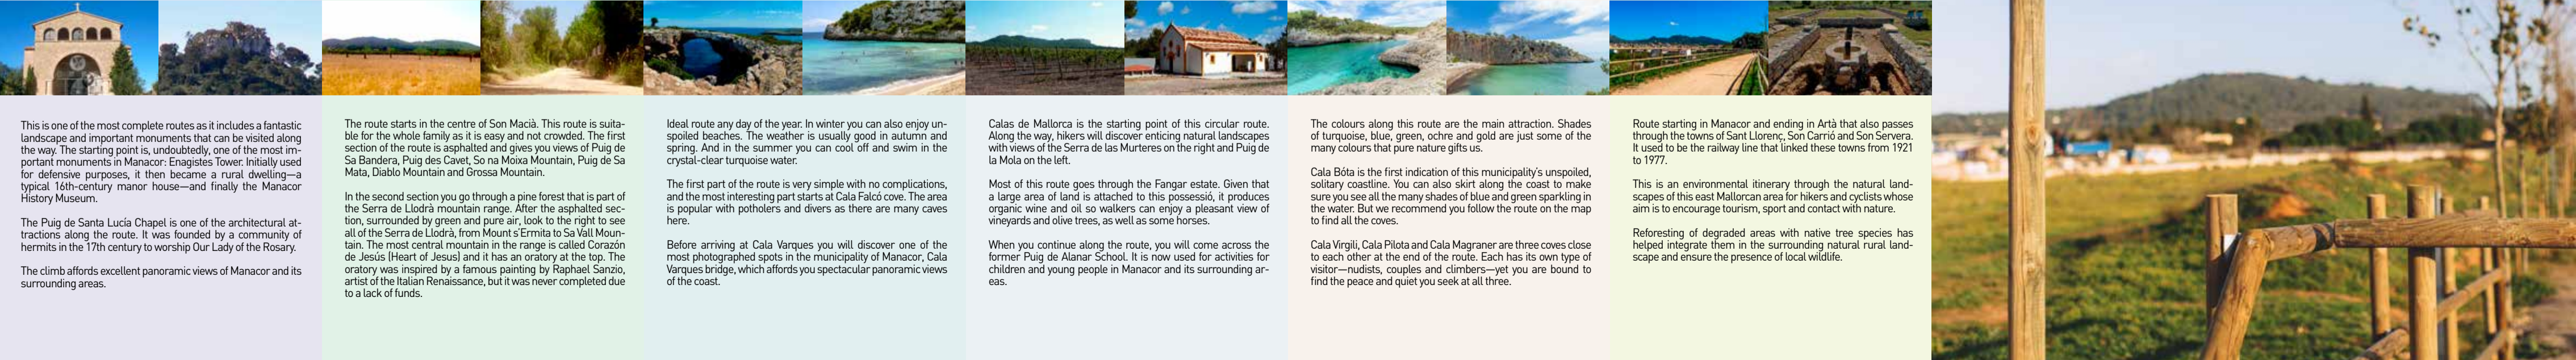 This is one of the most complete routes as it includes a fantastic
landscape and important monuments that can be visited along
the way. The starting point is, undoubtedly, one of the most im-
portant monuments in Manacor: Enagistes Tower. Initially used
for defensive purposes, it then became a rural dwelling—a
typical 16th-century manor house—and finally the Manacor
History Museum.
The Puig de Santa Lucía Chapel is one of the architectural at-
tractions along the route. It was founded by a community of
hermits in the 17th century to worship Our Lady of the Rosary.
The climb affords excellent panoramic views of Manacor and its
surrounding areas.
The route starts in the centre of Son Macià. This route is suita-
ble for the whole family as it is easy and not crowded. The first
section of the route is asphalted and gives you views of Puig de
Sa Bandera, Puig des Cavet, So na Moixa Mountain, Puig de Sa
Mata, Diablo Mountain and Grossa Mountain.
In the second section you go through a pine forest that is part of
the Serra de Llodrà mountain range. After the asphalted sec-
tion, surrounded by green and pure air, look to the right to see
all of the Serra de Llodrà, from Mount s'Ermita to Sa Vall Moun-
tain. The most central mountain in the range is called Corazón
de Jesús (Heart of Jesus) and it has an oratory at the top. The
oratory was inspired by a famous painting by Raphael Sanzio,
artist of the Italian Renaissance, but it was never completed due
to a lack of funds.
Ideal route any day of the year. In winter you can also enjoy un-
spoiled beaches. The weather is usually good in autumn and
spring. And in the summer you can cool off and swim in the
crystal-clear turquoise water.
The first part of the route is very simple with no complications,
and the most interesting part starts at Cala Falcó cove. The area
is popular with potholers and divers as there are many caves
here.
Before arriving at Cala Varques you will discover one of the
most photographed spots in the municipality of Manacor, Cala
Varques bridge, which affords you spectacular panoramic views
of the coast.
Calas de Mallorca is the starting point of this circular route.
Along the way, hikers will discover enticing natural landscapes
with views of the Serra de las Murteres on the right and Puig de
la Mola on the left.
Most of this route goes through the Fangar estate. Given that
a large area of land is attached to this possessió, it produces
organic wine and oil so walkers can enjoy a pleasant view of
vineyards and olive trees, as well as some horses.
When you continue along the route, you will come across the
former Puig de Alanar School. It is now used for activities for
children and young people in Manacor and its surrounding ar-
eas.
The colours along this route are the main attraction. Shades
of turquoise, blue, green, ochre and gold are just some of the
many colours that pure nature gifts us.
Cala Bóta is the first indication of this municipality's unspoiled,
solitary coastline. You can also skirt along the coast to make
sure you see all the many shades of blue and green sparkling in
the water. But we recommend you follow the route on the map
to find all the coves.
Cala Virgili, Cala Pilota and Cala Magraner are three coves close
to each other at the end of the route. Each has its own type of
visitor—nudists, couples and climbers—yet you are bound to
find the peace and quiet you seek at all three.
Route starting in Manacor and ending in Artà that also passes
through the towns of Sant Llorenç, Son Carrió and Son Servera.
It used to be the railway line that linked these towns from 1921
to 1977.
This is an environmental itinerary through the natural land-
scapes of this east Mallorcan area for hikers and cyclists whose
aim is to encourage tourism, sport and contact with nature.
Reforesting of degraded areas with native tree species has
helped integrate them in the surrounding natural rural land-
scape and ensure the presence of local wildlife.